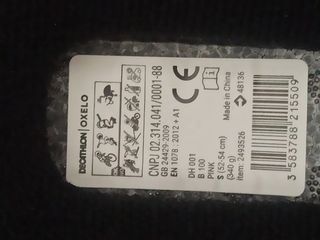 DECATHLON | OXELO
CNPJ 02.314.041/0001-88
GB 24429:2009
EN 1078 : 2012 + A1
CE
DH 001
B 100
PINK
S (52-54 cm)
(340 g)
Item: 2493526
Made in China
48136
3 583788 215509